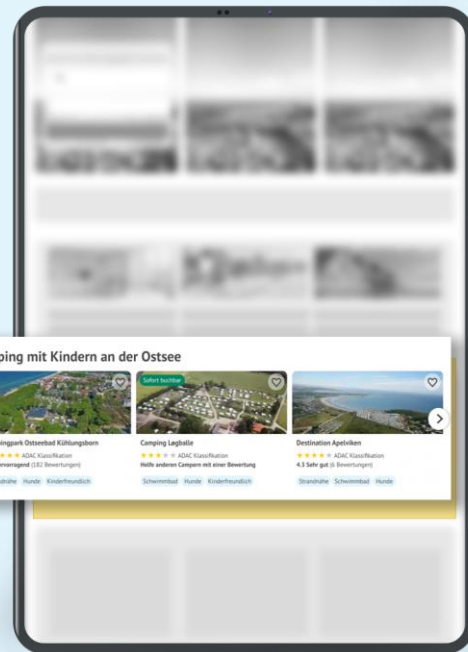 ping mit Kindern an der Ostsee
Sofort buchbar
ingpark Ostseebad Kühlungsborn
ADAC Klassifikation
ervorragend (182 Bewertungen)
ndnähe Hunde Kinderfreundlich
Camping Lagballe
ADAC Klassifikation
Helfe anderen Campern mit einer Bewertung
Schwimmbad Hunde Kinderfreundlich
Destination Apelviken
ADAC Klassifikation
4.3 Sehr gut (6 Bewertungen)
Strandnähe Schwimmbad Hunde